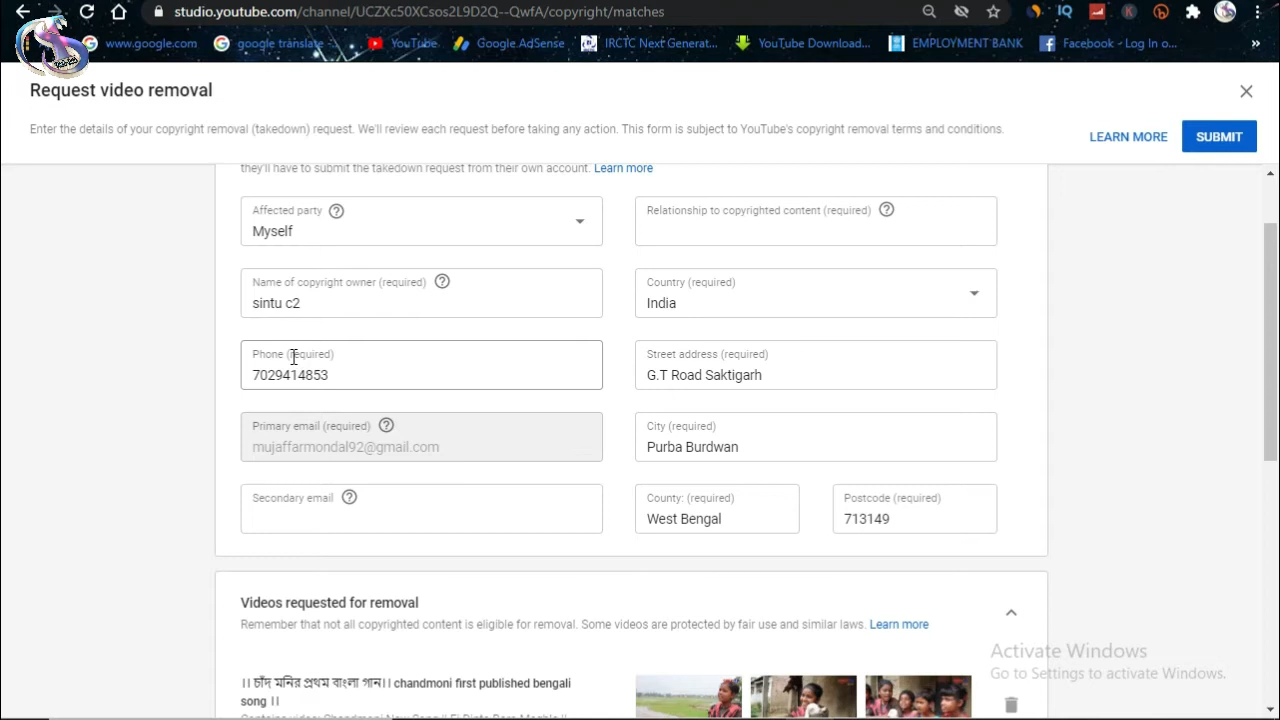 studio.youtube.com/channel/UCZXc50XCsos2L9D2Q--QwfA/copyright/matches
www.google.com
google translate -...
YouTube
Google AdSense
IRCTC Next Generat...
YouTube Download...
EMPLOYMENT BANK
Facebook - Log In o...
»
Request video removal
Enter the details of your copyright removal (takedown) request. We'll review each request before taking any action. This form is subject to YouTube's copyright removal terms and conditions.
LEARN MORE
SUBMIT
they'll have to submit the takedown request from their own account. Learn more
Affected party
Myself
Relationship to copyrighted content (required)
Name of copyright owner (required)
sintu c2
Country (required)
India
Phone (required)
7029414853
Street address (required)
G.T Road Saktigarh
Primary email (required)
mujaffarmondal92@gmail.com
City (required)
Purba Burdwan
Secondary email
County: (required)
West Bengal
Postcode (required)
713149
Videos requested for removal
Remember that not all copyrighted content is eligible for removal. Some videos are protected by fair use and similar laws. Learn more
Activate Windows
Go to Settings to activate Windows.
।। চাঁদ মনির প্রথম বাংলা গান।। chandmoni first published bengali
song ।।